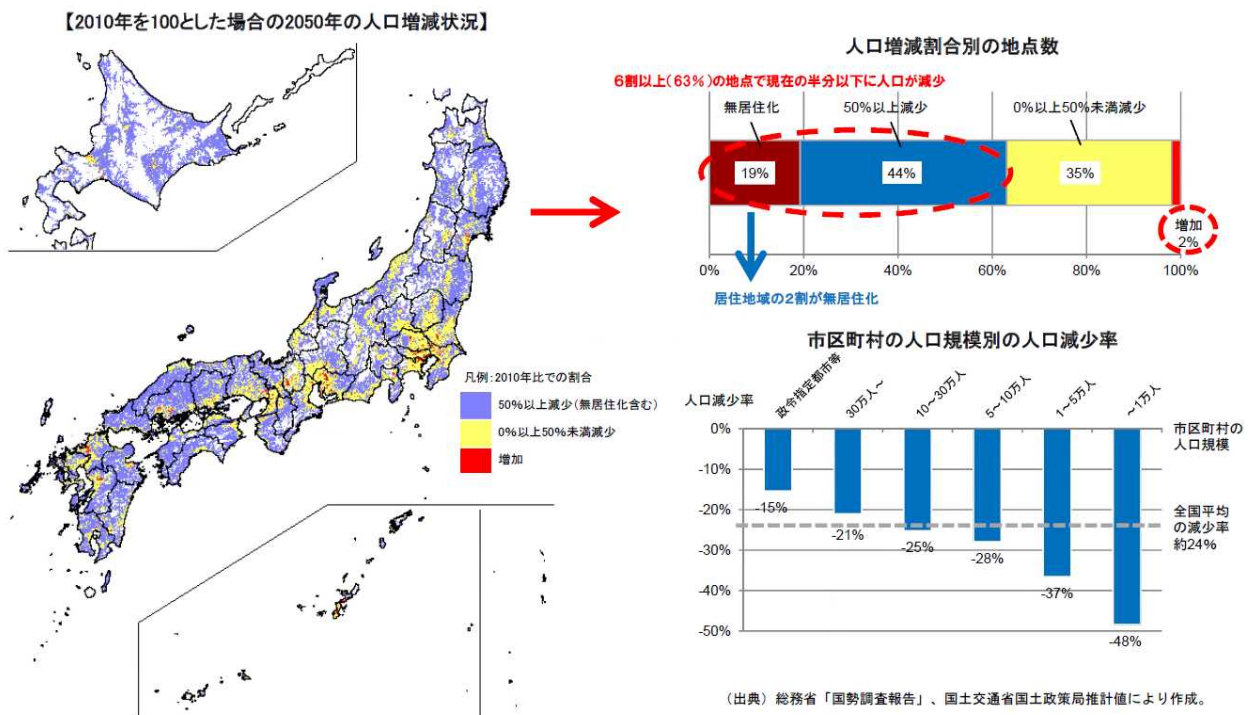 【2010年を100とした場合の2050年の人口増減状況】
凡例:2010年比での割合
50%以上減少(無居住化含む)
0%以上50%未満減少
増加
人口増減割合別の地点数
6割以上(63%)の地点で現在の半分以下に人口が減少
無居住化
50%以上減少
0%以上50%未満減少
19%
44%
35%
増加
2%
0%
20%
40%
60%
80%
100%
居住地域の2割が無居住化
市区町村の人口規模別の人口減少率
人口減少率
政令指定都市等
30万人~
10~30万人
5~10万人
1~5万人
~1万人
市区町村の
人口規模
0%
-10%
-20%
-30%
-40%
-50%
-15%
-21%
-25%
-28%
-37%
-48%
全国平均
の減少率
約24%
(出典)総務省「国勢調査報告」、国土交通省国土政策局推計値により作成。